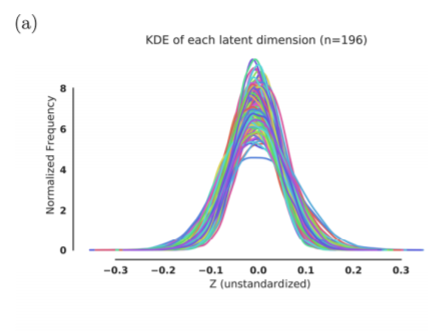 (a)
KDE of each latent dimension (n=196)
Normalized Frequency
8
6
4
2
0
−0.3 −0.2 −0.1 0.0 0.1 0.2 0.3
Z (unstandardized)